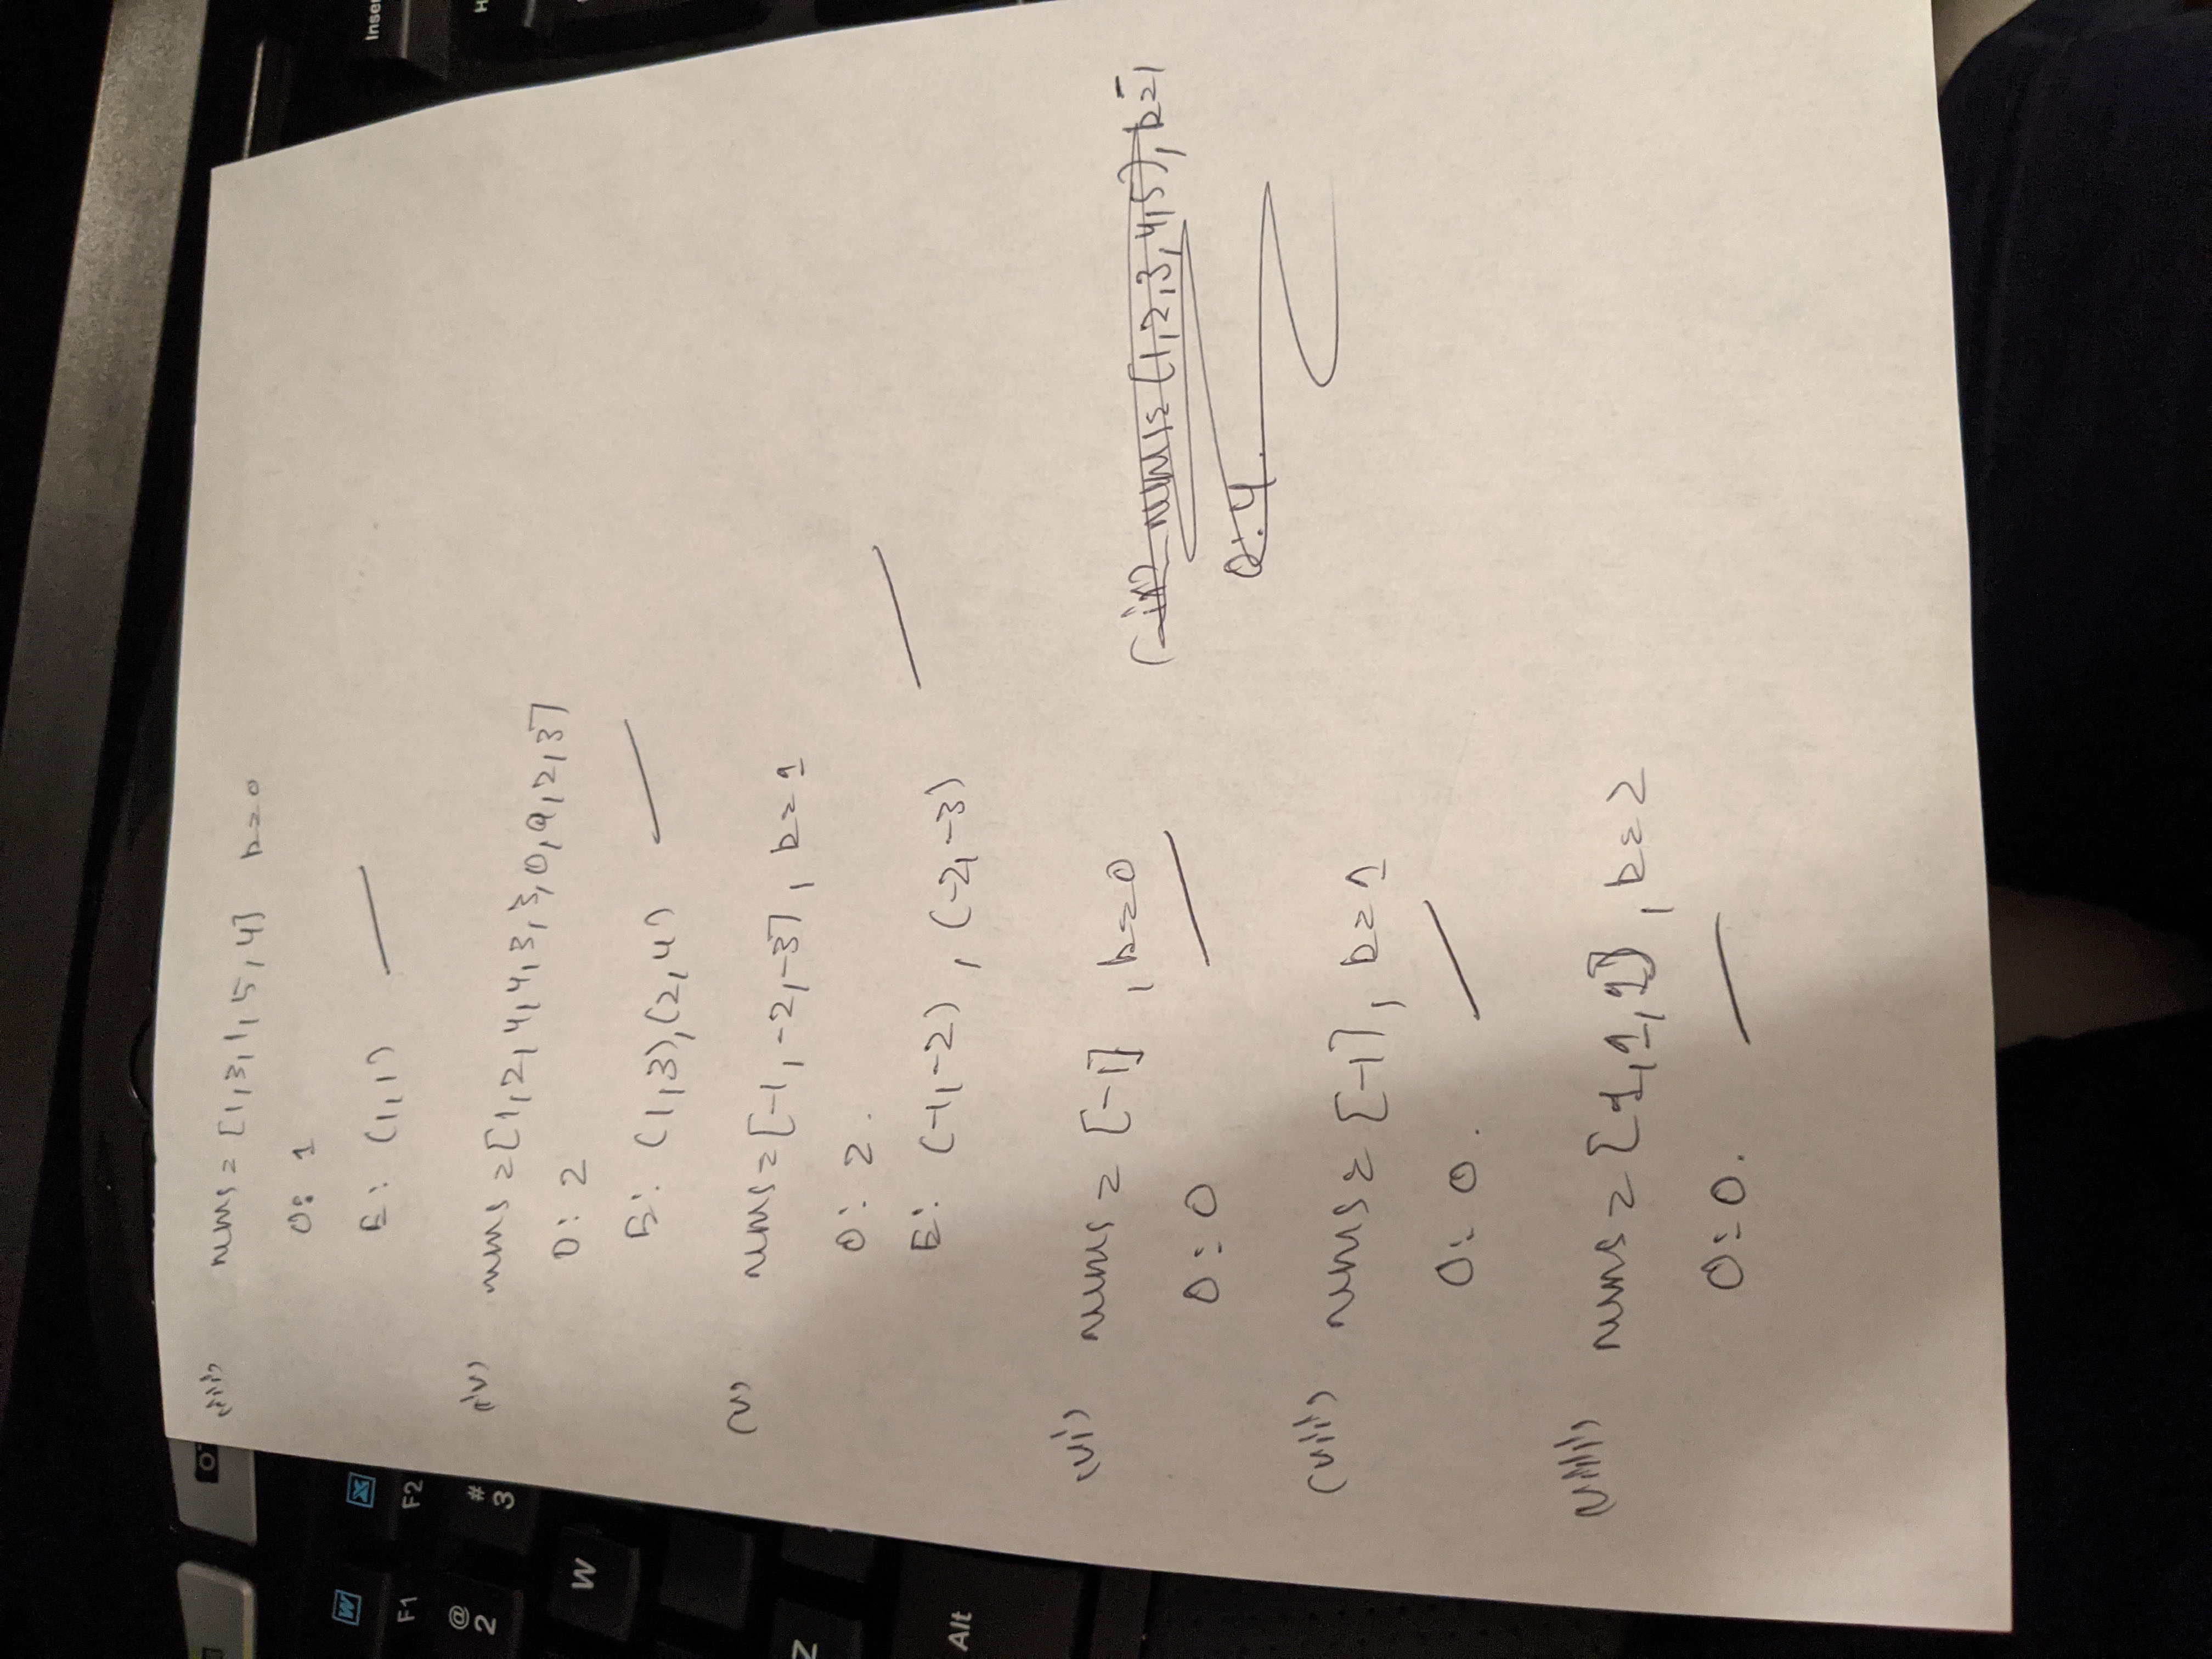 (iii) nums = [1,3,1,5,4] k=0
O: 1
E: (1,1)
(iv) nums = [1,2,4,4,3,3,0,9,2,3]
O: 2
E: (1,3),(2,4)
(v) nums = [-1,-2,-3], k=1
O: 2.
E: (-1,-2), (-2,-3)
(vi) nums = [-1], k=0
O: 0
nums = (1,2,3,4,5), k=-1
O: 4.
(vii) nums = [-1], k=1
O: 0.
(viii) nums = [1,1,1], k=2
O: 0.
W
F1
F2
@
2
#
3
W
Z
Alt